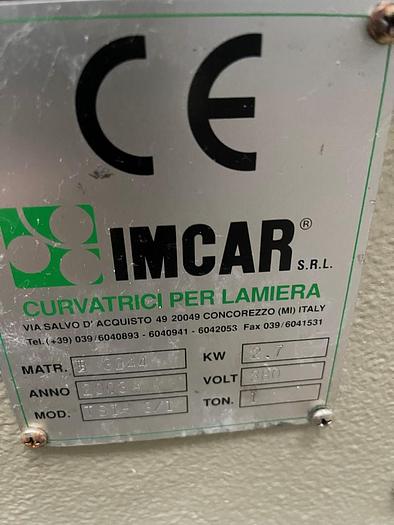 CE
IMCAR® S.R.L.
CURVATRICI PER LAMIERA
VIA SALVO D' ACQUISTO 49 20049 CONCOREZZO (MI) ITALY
Tel.(+39) 039/6040893 - 6040941 - 6042053 Fax 039/6041531
MATR. KW 2.7
ANNO VOLT 380
MOD. TON.